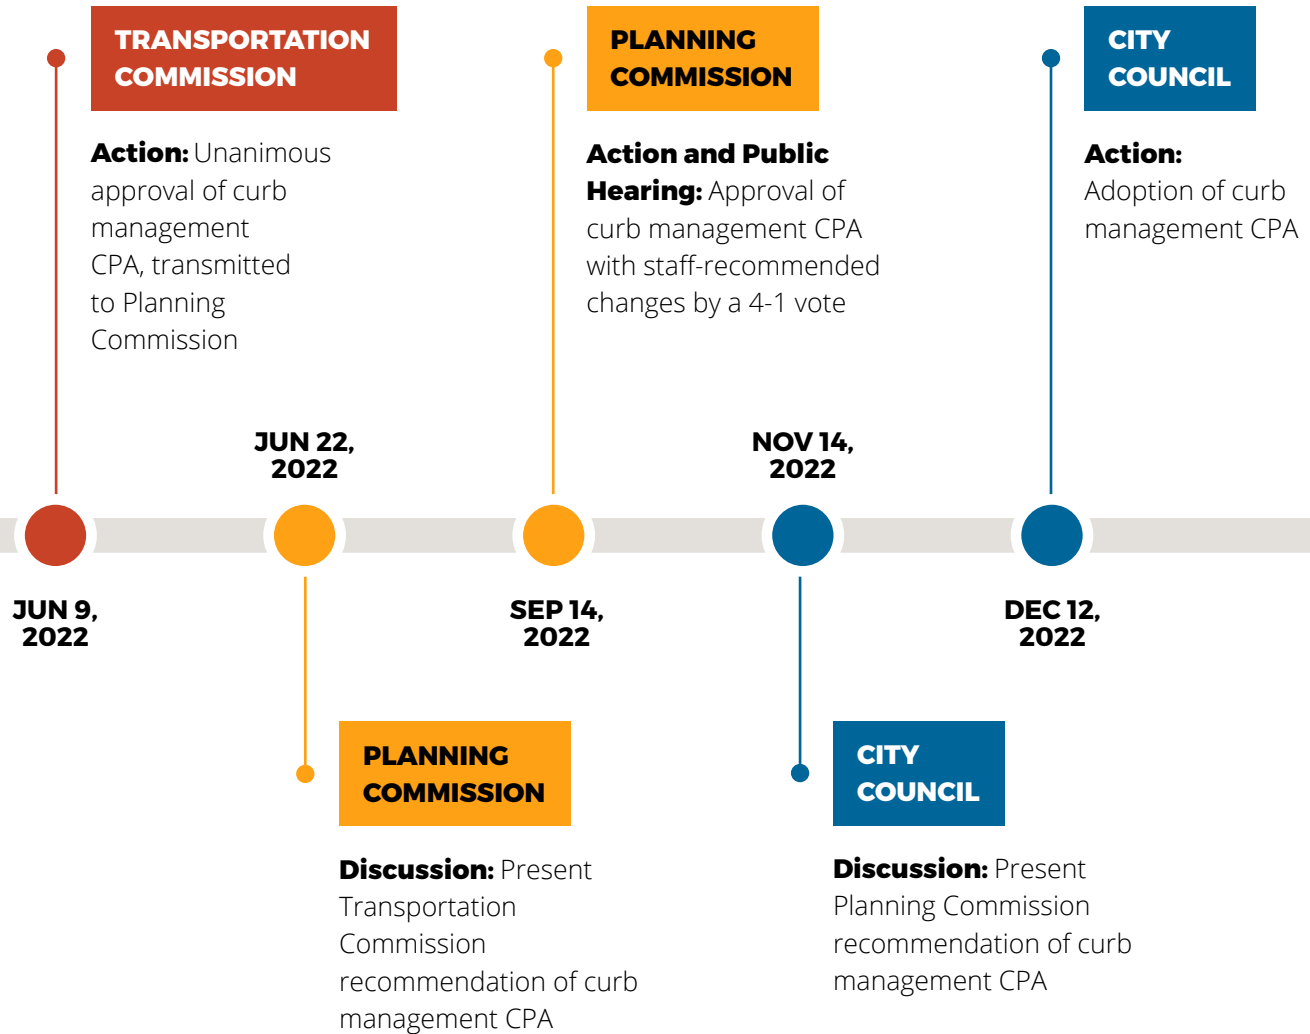 TRANSPORTATION
COMMISSION
Action: Unanimous
approval of curb
management
CPA, transmitted
to Planning
Commission
JUN 9,
2022
JUN 22,
2022
PLANNING
COMMISSION
Discussion: Present
Transportation
Commission
recommendation of curb
management CPA
PLANNING
COMMISSION
Action and Public
Hearing: Approval of
curb management CPA
with staff-recommended
changes by a 4-1 vote
SEP 14,
2022
NOV 14,
2022
CITY
COUNCIL
Discussion: Present
Planning Commission
recommendation of curb
management CPA
CITY
COUNCIL
Action:
Adoption of curb
management CPA
DEC 12,
2022